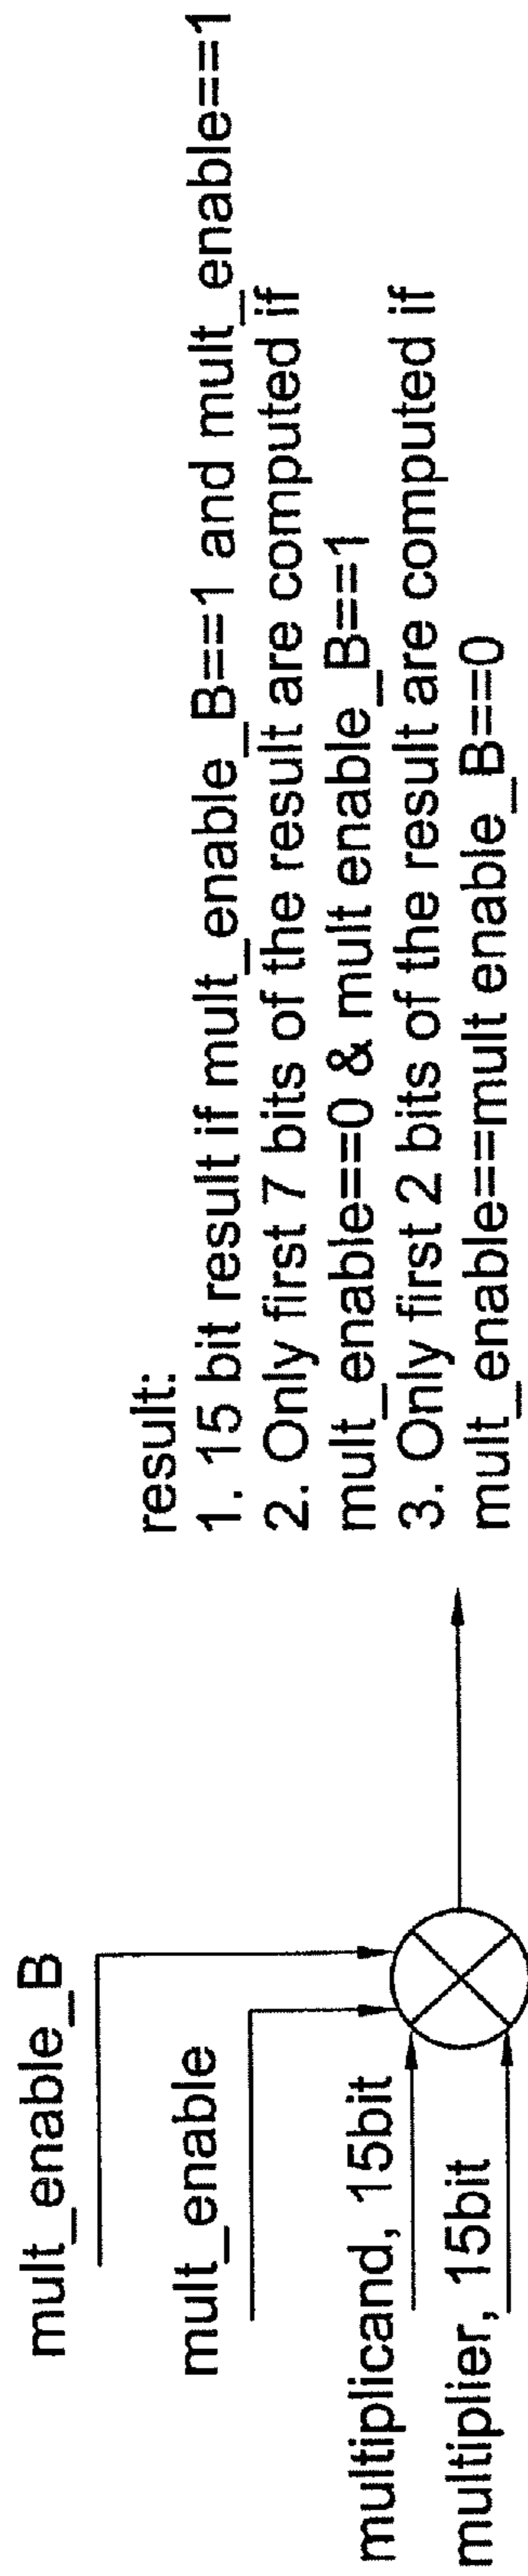 mult_enable_B
mult_enable
multiplicand, 15bit
multiplier, 15bit
result:
1. 15 bit result if mult_enable_B==1 and mult_enable==1
2. Only first 7 bits of the result are computed if
mult_enable==0 & mult enable_B==1
3. Only first 2 bits of the result are computed if
mult_enable==mult enable_B==0